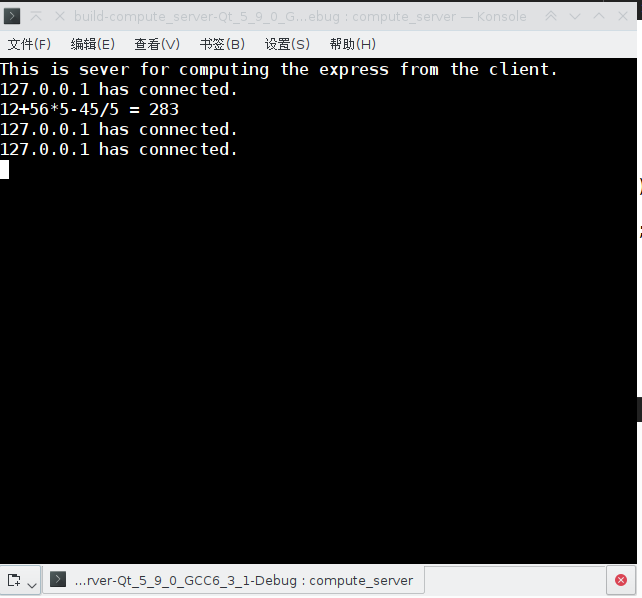 build-compute_server-Qt_5_9_0_G...ebug : compute_server — Konsole
文件(F) 编辑(E) 查看(V) 书签(B) 设置(S) 帮助(H)
This is sever for computing the express from the client.
127.0.0.1 has connected.
12+56*5-45/5 = 283
127.0.0.1 has connected.
127.0.0.1 has connected.
...rver-Qt_5_9_0_GCC6_3_1-Debug : compute_server